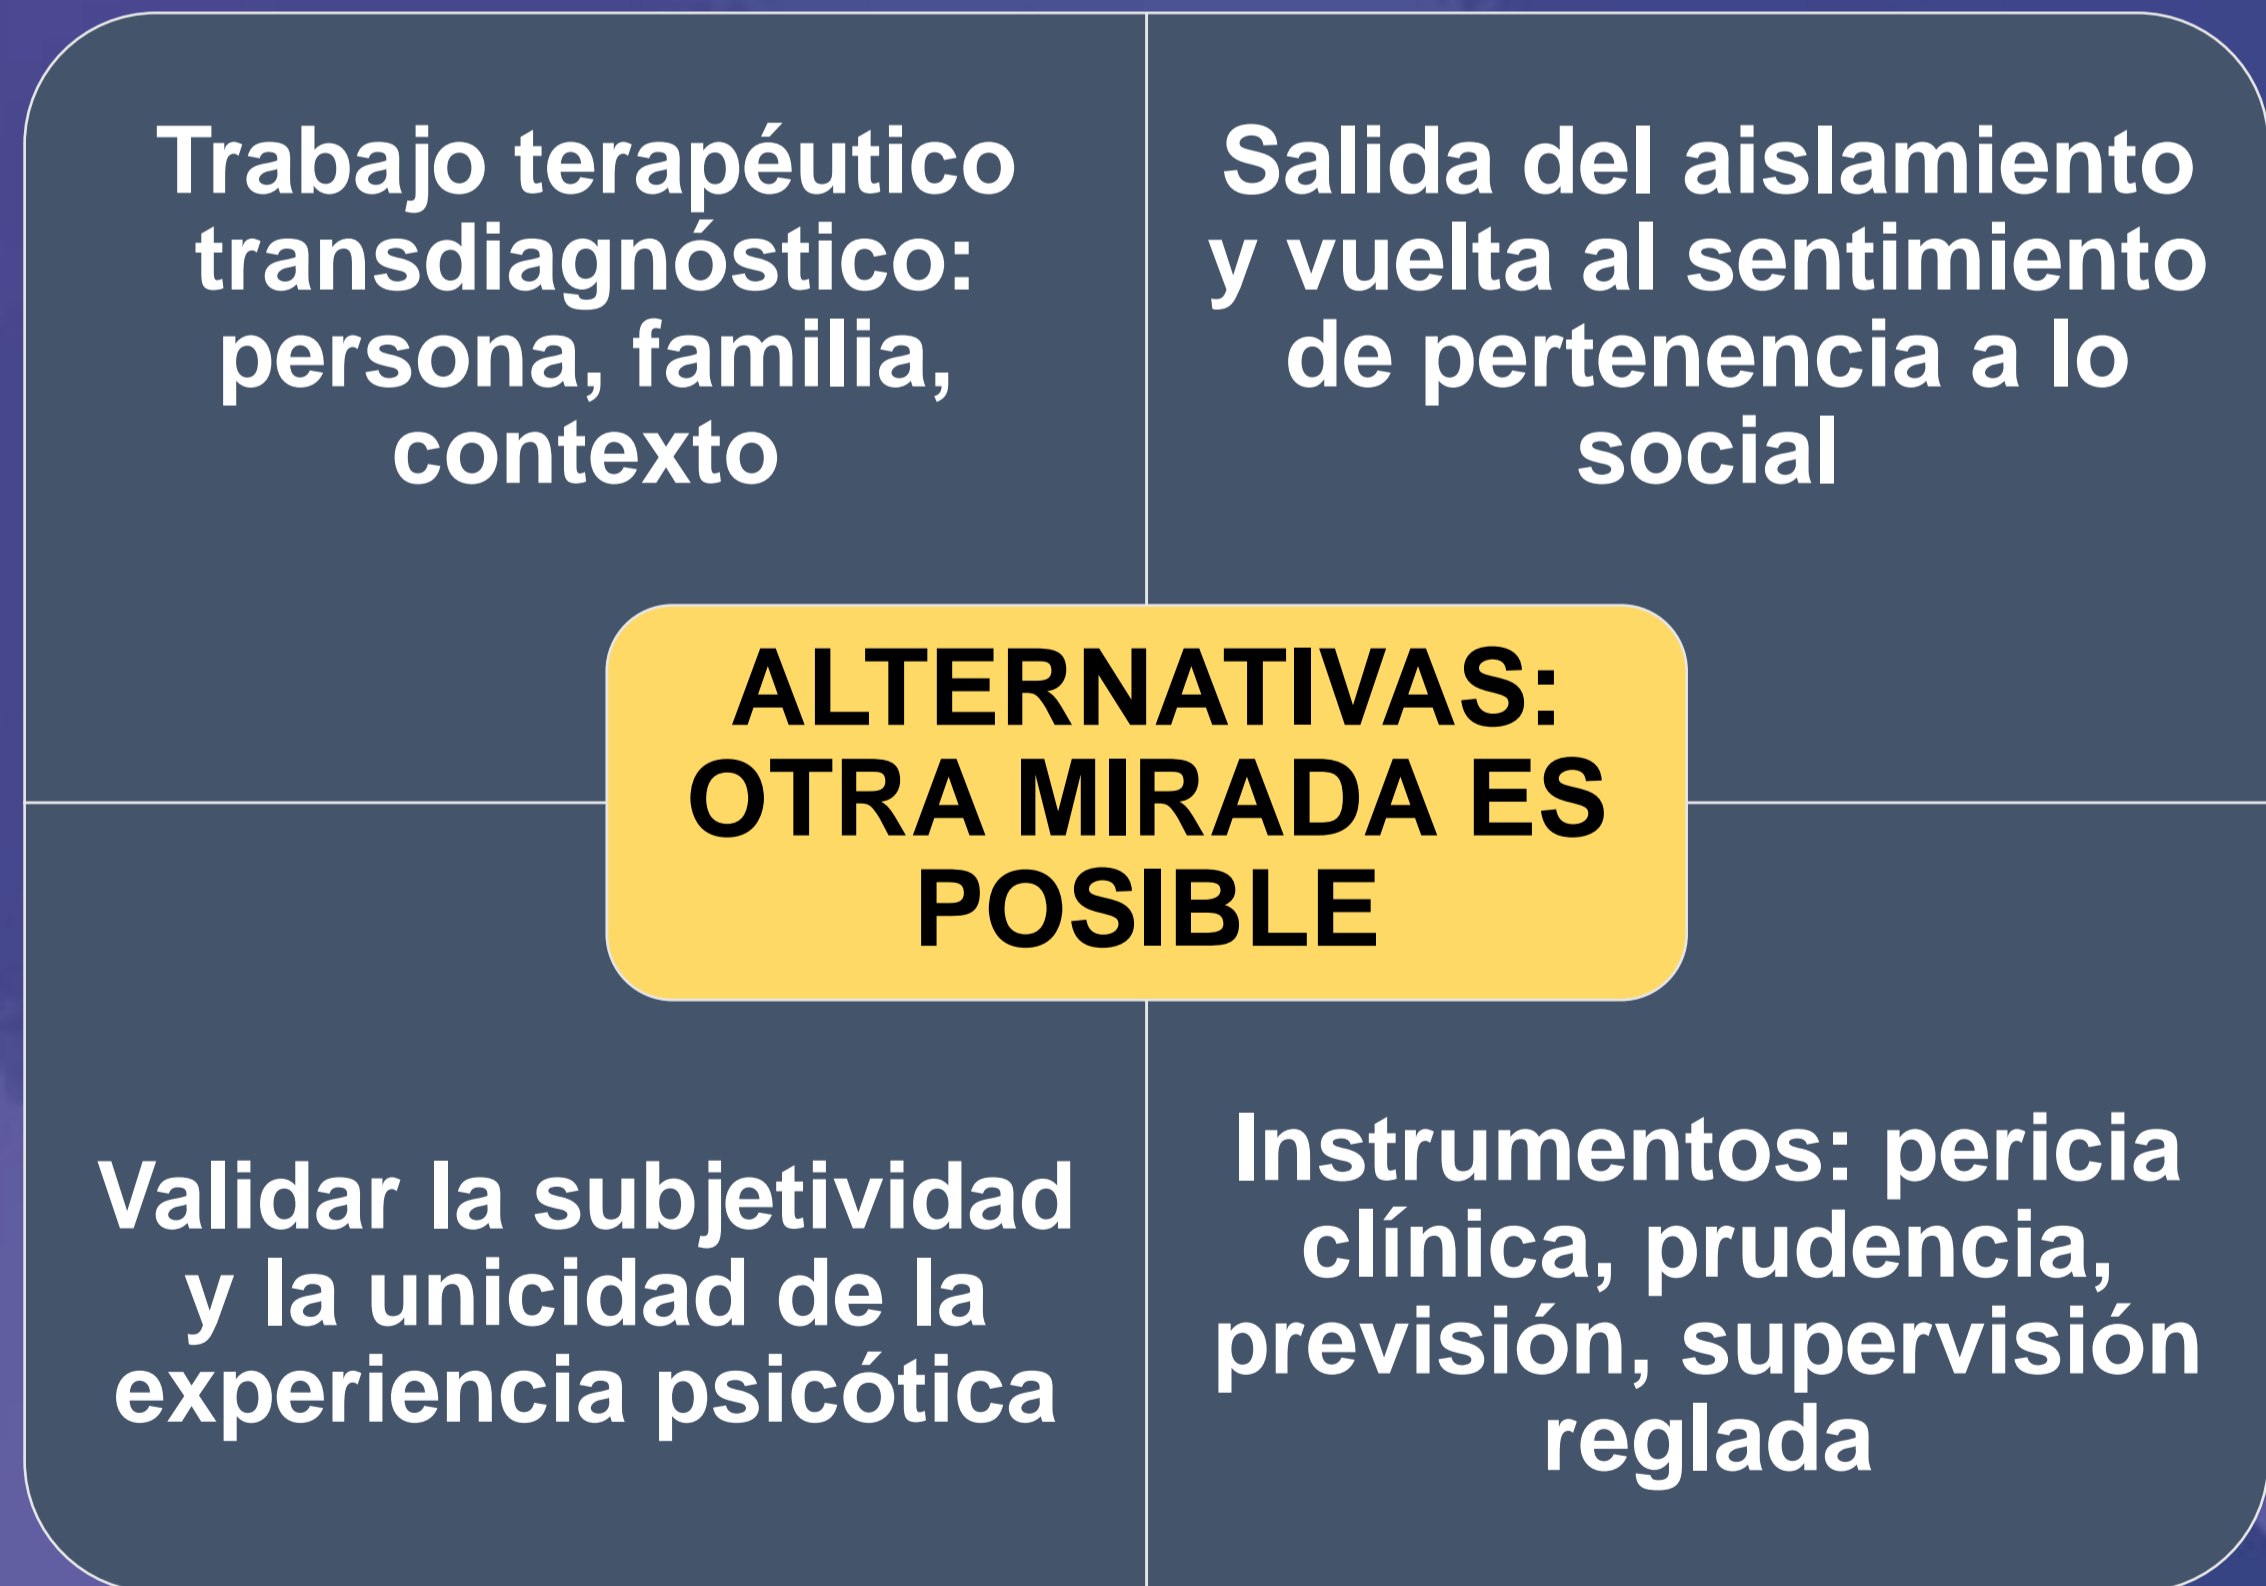 Trabajo terapéutico
transdiagnóstico:
persona, familia,
contexto
Salida del aislamiento
y vuelta al sentimiento
de pertenencia a lo
social
ALTERNATIVAS:
OTRA MIRADA ES
POSIBLE
Validar la subjetividad
y la unicidad de la
experiencia psicótica
Instrumentos: pericia
clínica, prudencia,
previsión, supervisión
reglada